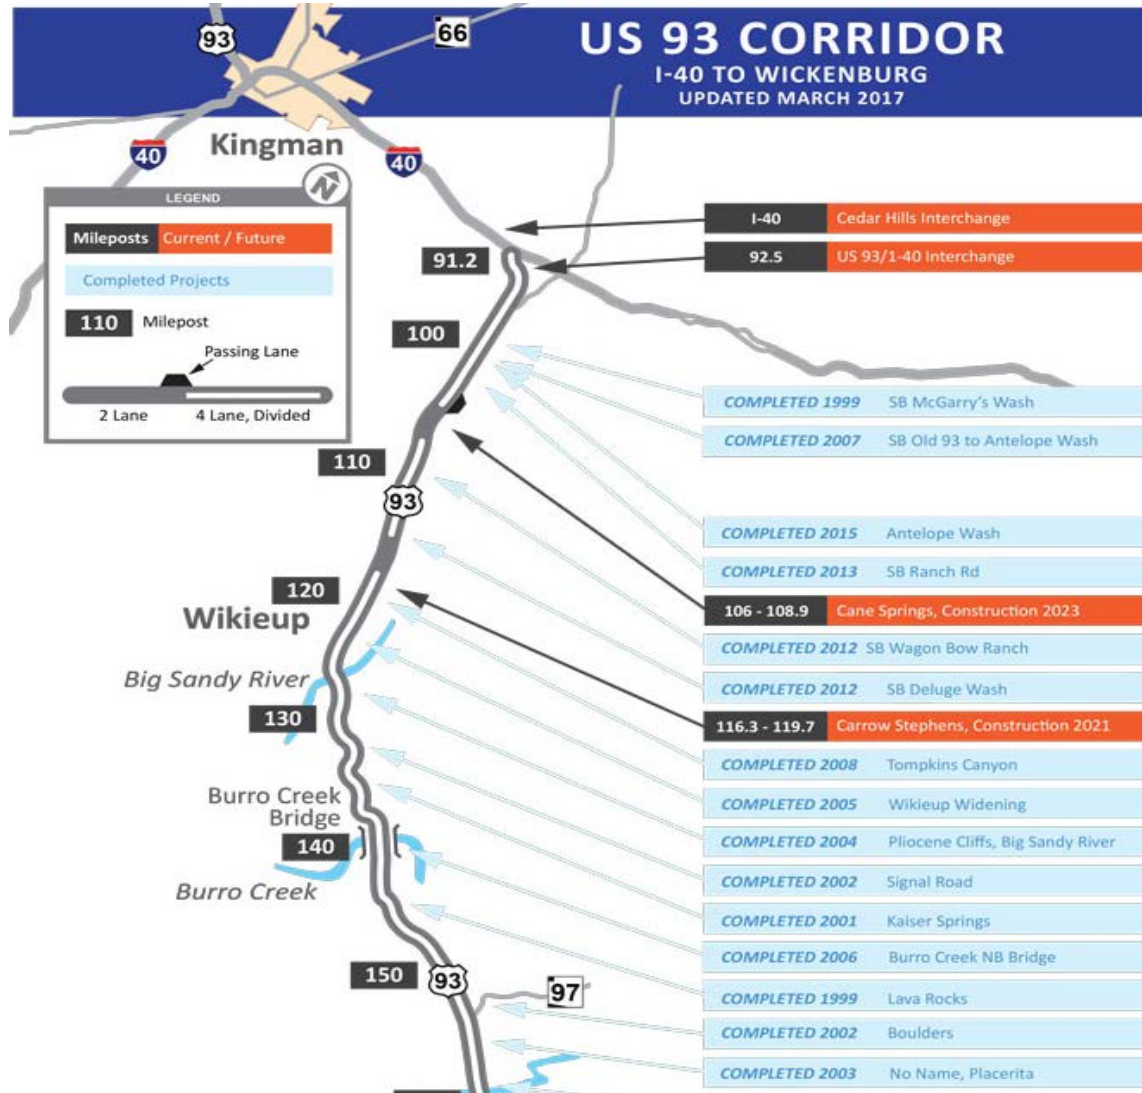 93
66
US 93 CORRIDOR
I-40 TO WICKENBURG
UPDATED MARCH 2017
Kingman
40
40
N
LEGEND
Mileposts Current / Future
Completed Projects
110 Milepost
Passing Lane
2 Lane 4 Lane, Divided
I-40 Cedar Hills Interchange
92.5 US 93/1-40 Interchange
91.2
100
COMPLETED 1999 SB McGarry's Wash
COMPLETED 2007 SB Old 93 to Antelope Wash
110
93
COMPLETED 2015 Antelope Wash
COMPLETED 2013 SB Ranch Rd
106 - 108.9 Cane Springs, Construction 2023
120
Wikieup
COMPLETED 2012 SB Wagon Bow Ranch
COMPLETED 2012 SB Deluge Wash
Big Sandy River
130
116.3 - 119.7 Carrow Stephens, Construction 2021
COMPLETED 2008 Tompkins Canyon
COMPLETED 2005 Wikieup Widening
Burro Creek
Bridge
140
COMPLETED 2004 Pliocene Cliffs, Big Sandy River
Burro Creek
COMPLETED 2002 Signal Road
COMPLETED 2001 Kaiser Springs
COMPLETED 2006 Burro Creek NB Bridge
150
93
97
COMPLETED 1999 Lava Rocks
COMPLETED 2002 Boulders
COMPLETED 2003 No Name, Placerita